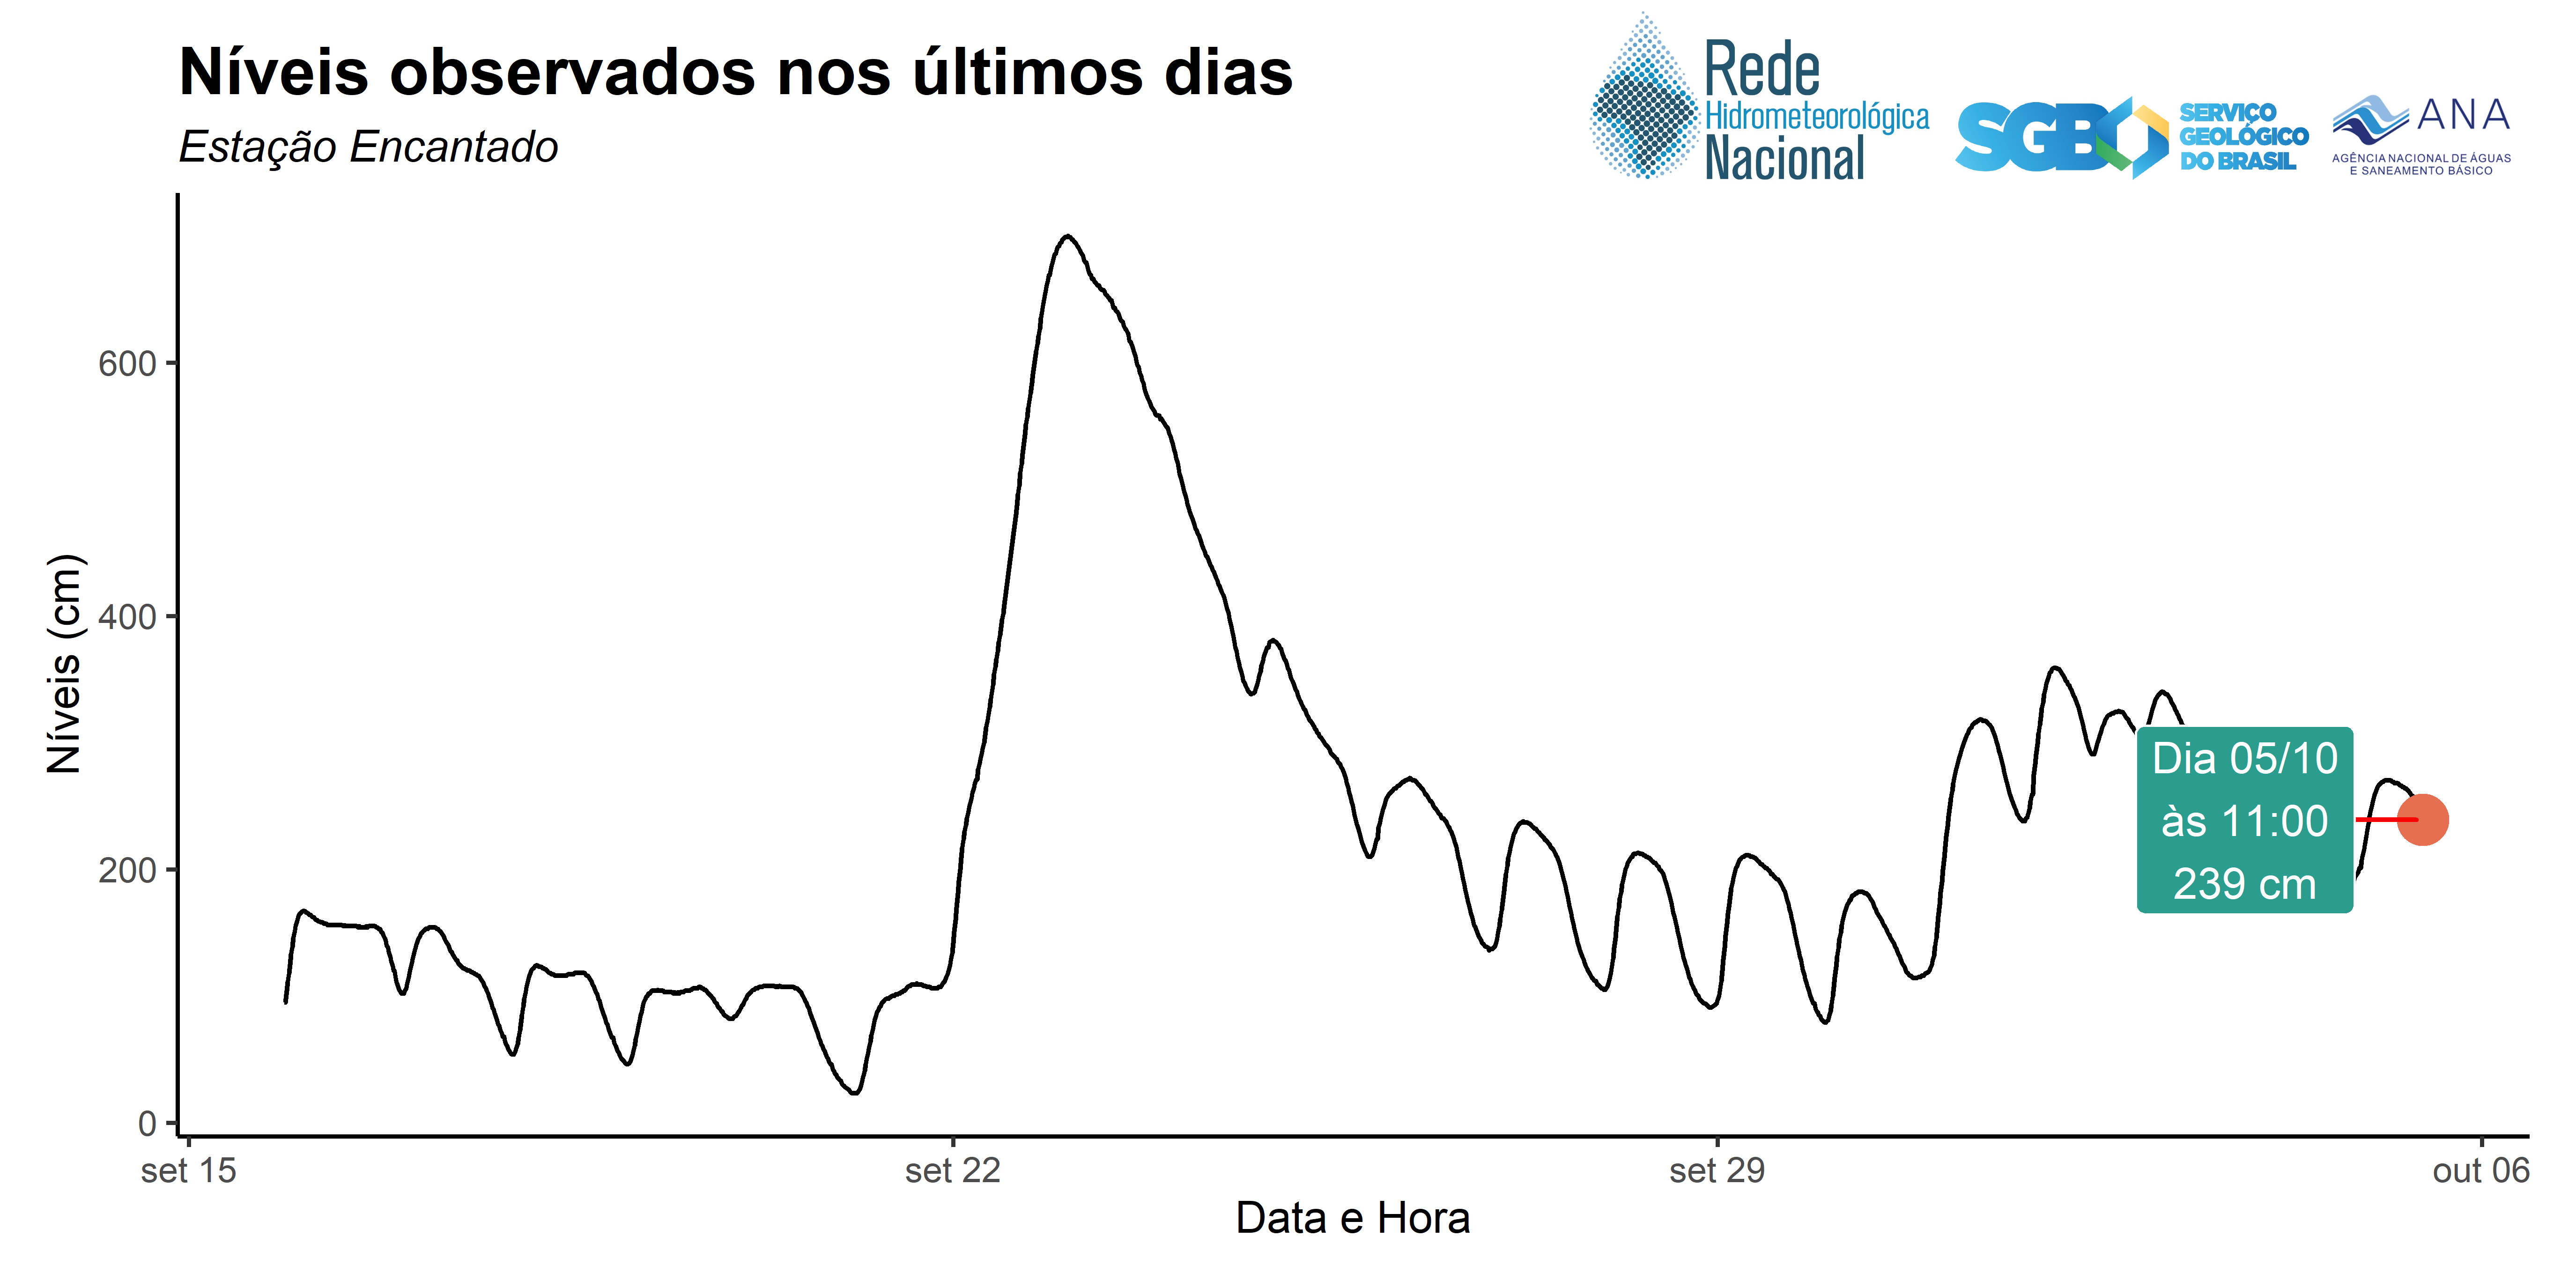 Níveis observados nos últimos dias
Estação Encantado
Rede
Hidrometeorológica
Nacional
SGB
SERVIÇO
GEOLÓGICO
DO BRASIL
ANA
AGÊNCIA NACIONAL DE ÁGUAS
E SANEAMENTO BÁSICO
Níveis (cm)
600
400
200
0
Dia 05/10
às 11:00
239 cm
set 15
set 22
set 29
out 06
Data e Hora